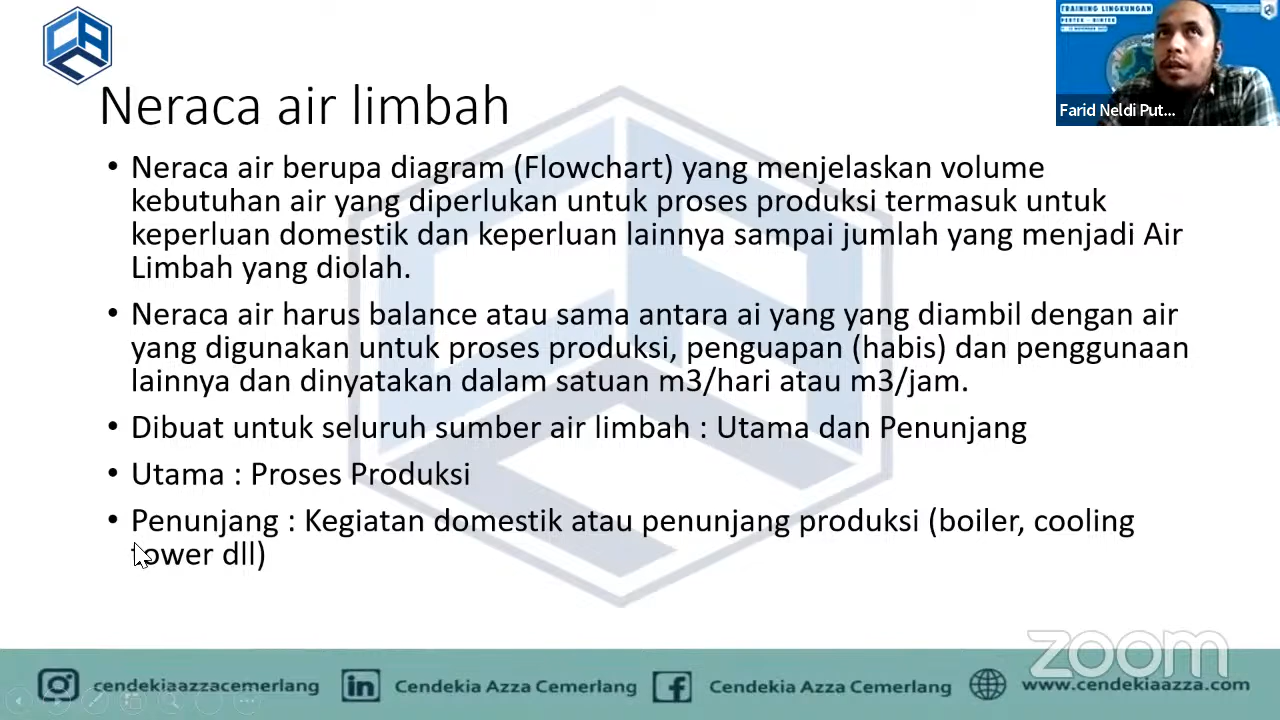 TRAINING LINGKUNGAN
PERTEK - RINTEK
Farid Neldi Put...
Neraca air limbah
• Neraca air berupa diagram (Flowchart) yang menjelaskan volume
kebutuhan air yang diperlukan untuk proses produksi termasuk untuk
keperluan domestik dan keperluan lainnya sampai jumlah yang menjadi Air
Limbah yang diolah.
• Neraca air harus balance atau sama antara ai yang yang diambil dengan air
yang digunakan untuk proses produksi, penguapan (habis) dan penggunaan
lainnya dan dinyatakan dalam satuan m3/hari atau m3/jam.
• Dibuat untuk seluruh sumber air limbah : Utama dan Penunjang
• Utama : Proses Produksi
• Penunjang : Kegiatan domestik atau penunjang produksi (boiler, cooling
tower dll)
zoom
cendekiaazzacemerlang
Cendekia Azza Cemerlang
Cendekia Azza Cemerlang
www.cendekiaazza.com